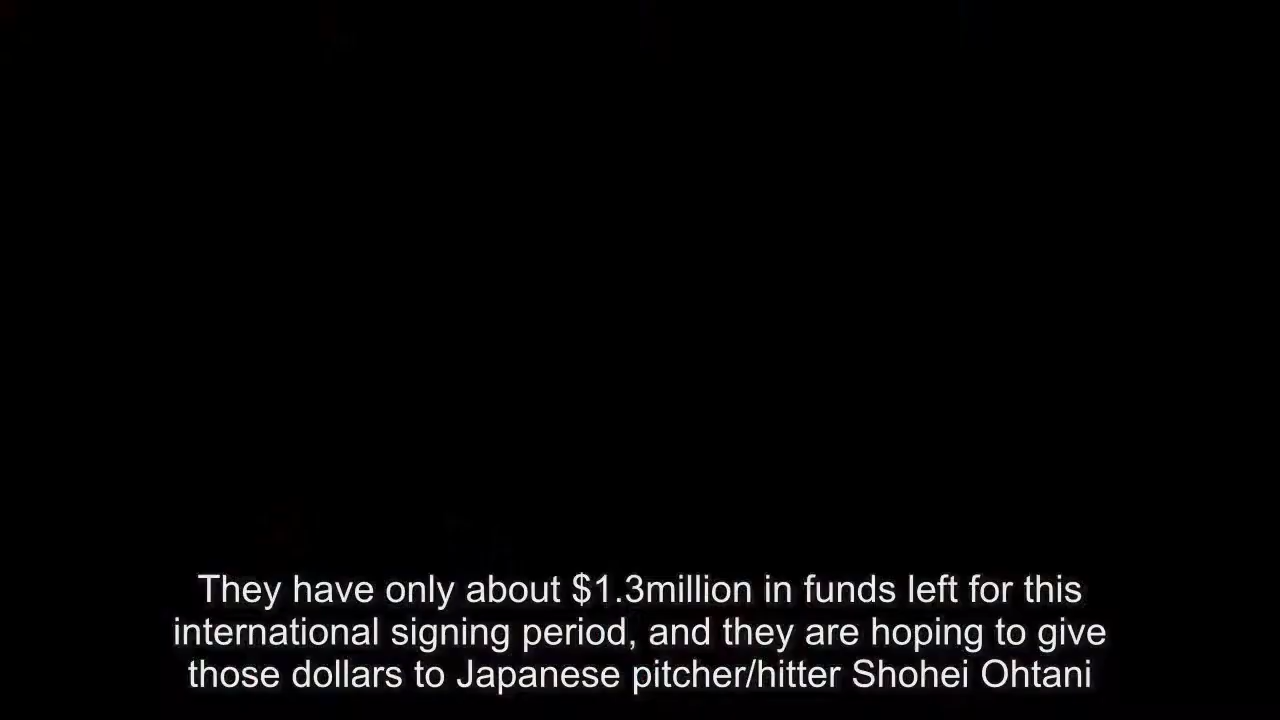 They have only about $1.3million in funds left for this
international signing period, and they are hoping to give
those dollars to Japanese pitcher/hitter Shohei Ohtani